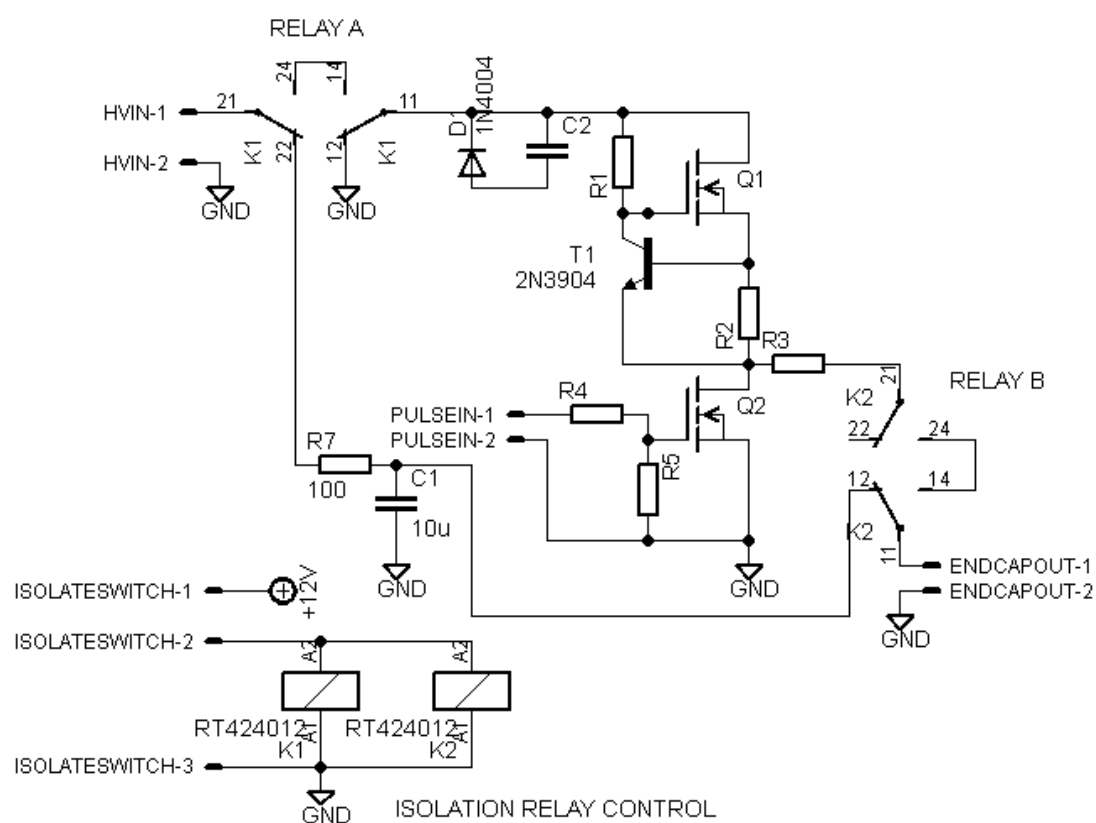 RELAY A
24
14
1N4004
HVIN-1
21
11
D1
C2
K1
22
12
K1
HVIN-2
R1
Q1
GND
GND
T1
2N3904
R2
R3
21
RELAY B
R4
Q2
K2
PULSEIN-1
PULSEIN-2
22
24
R7
R5
C1
12
14
100
10u
K2
11
ENDCAPOUT-1
ISOLATESWITCH-1
+12V
GND
GND
ENDCAPOUT-2
GND
ISOLATESWITCH-2
A2
A2
RT424012
A1
RT424012
A1
K1
K2
ISOLATESWITCH-3
GND
ISOLATION RELAY CONTROL